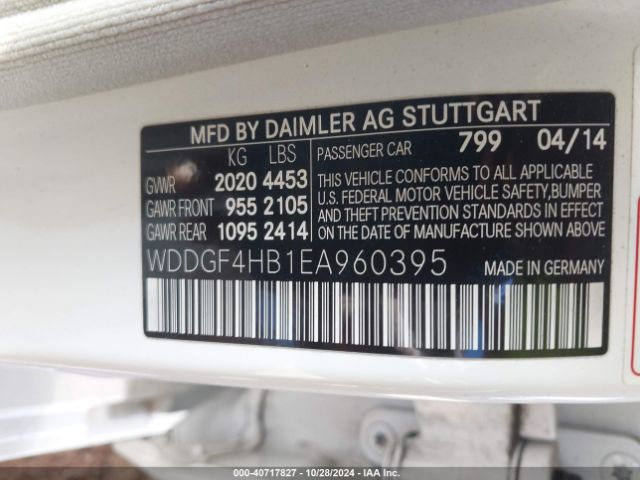 MFD BY DAIMLER AG STUTTGART
KG LBS
GVWR 2020 4453
GAWR FRONT 955 2105
GAWR REAR 1095 2414
PASSENGER CAR 799 04/14
THIS VEHICLE CONFORMS TO ALL APPLICABLE
U.S. FEDERAL MOTOR VEHICLE SAFETY,BUMPER
AND THEFT PREVENTION STANDARDS IN EFFECT
ON THE DATE OF MANUFACTURE SHOWN ABOVE
WDDGF4HB1EA960395 MADE IN GERMANY
000-40717827 - 10/28/2024 - IAA Inc.